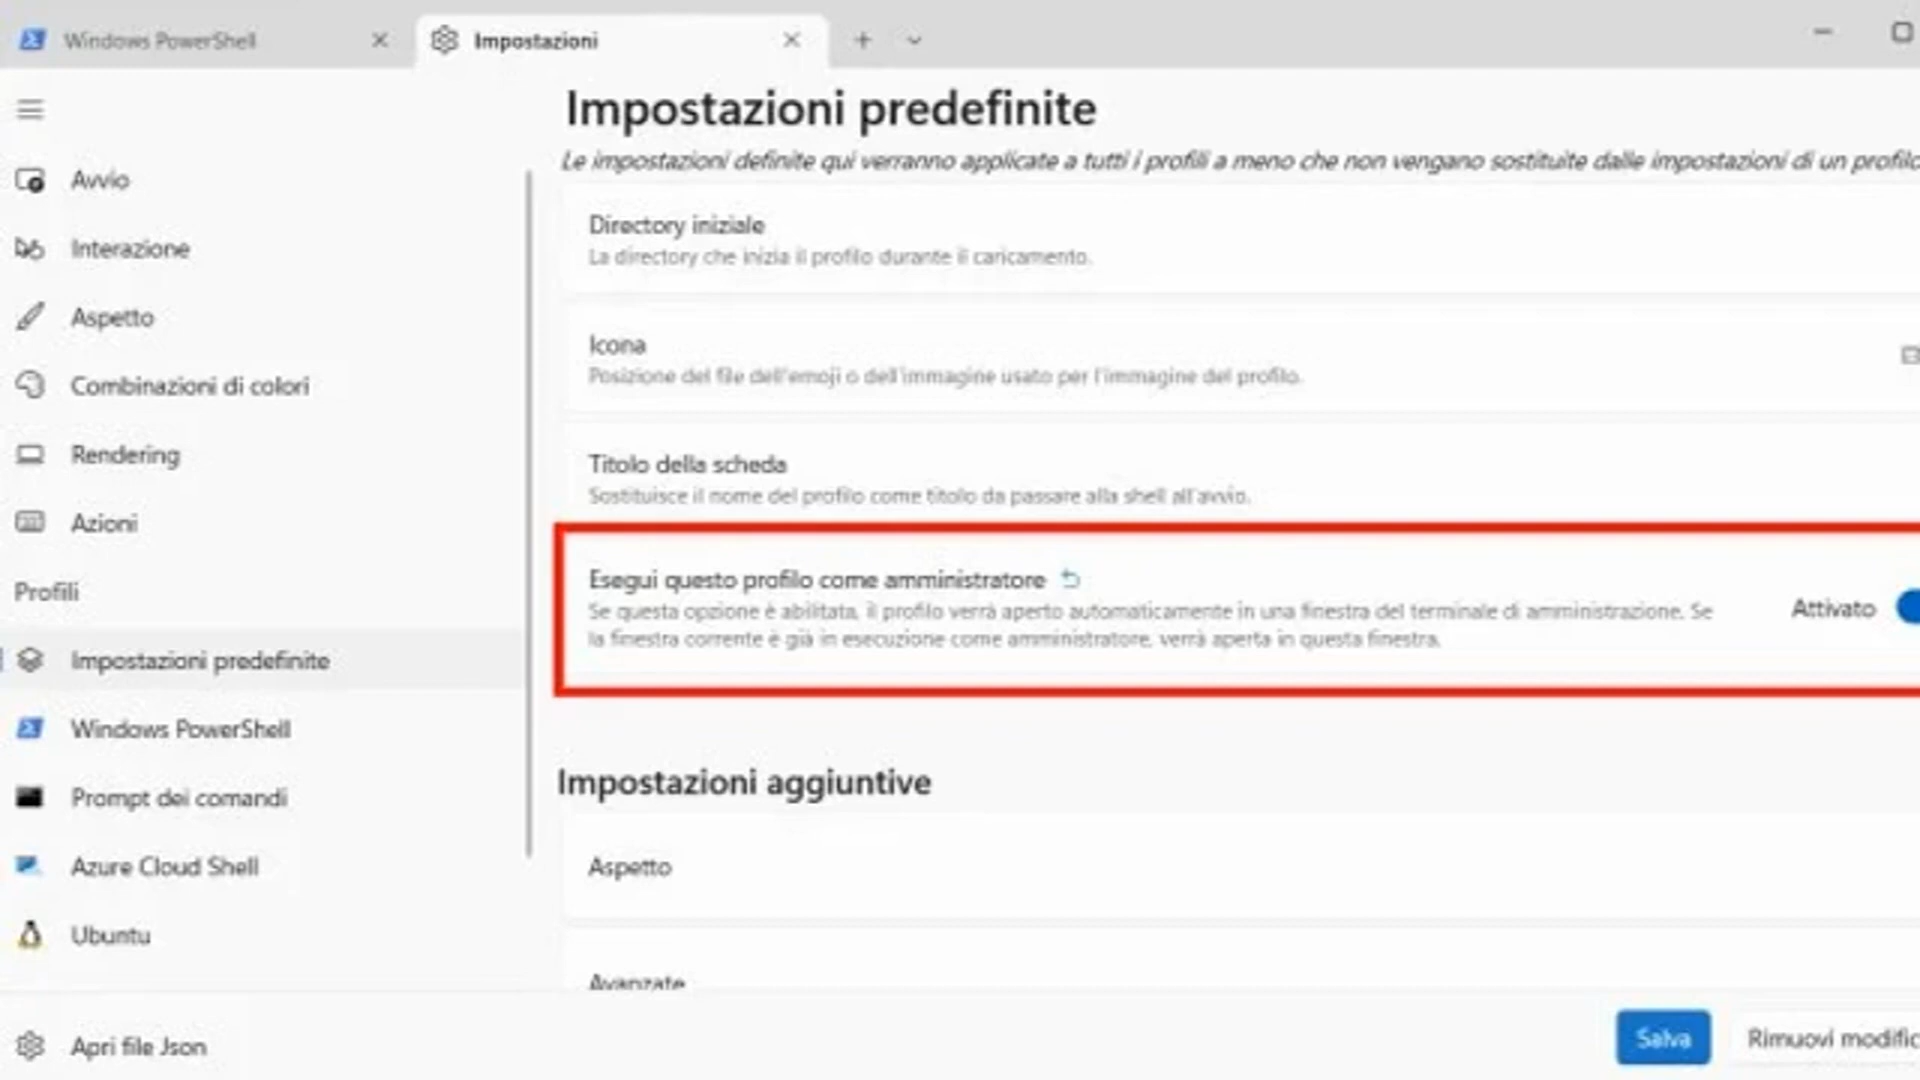 Windows PowerShell
Impostazioni
Impostazioni predefinite
Le impostazioni definite qui verranno applicate a tutti i profili a meno che non vengano sostituite dalle impostazioni di un profilo
Avvio
Interazione
Aspetto
Combinazioni di colori
Rendering
Azioni
Profili
Impostazioni predefinite
Windows PowerShell
Prompt dei comandi
Azure Cloud Shell
Ubuntu
Apri file Json
Directory iniziale
La directory che inizia il profilo durante il caricamento.
Icona
Posizione del file dell'emoji o dell'immagine usato per l'immagine del profilo.
Titolo della scheda
Sostituisce il nome del profilo come titolo da passare alla shell all'avvio.
Esegui questo profilo come amministratore
Se questa opzione è abilitata, il profilo verrà aperto automaticamente in una finestra del terminale di amministrazione. Se
la finestra corrente è già in esecuzione come amministratore, verrà aperta in questa finestra.
Attivato
Impostazioni aggiuntive
Aspetto
Avanzate
Salva
Rimuovi modific